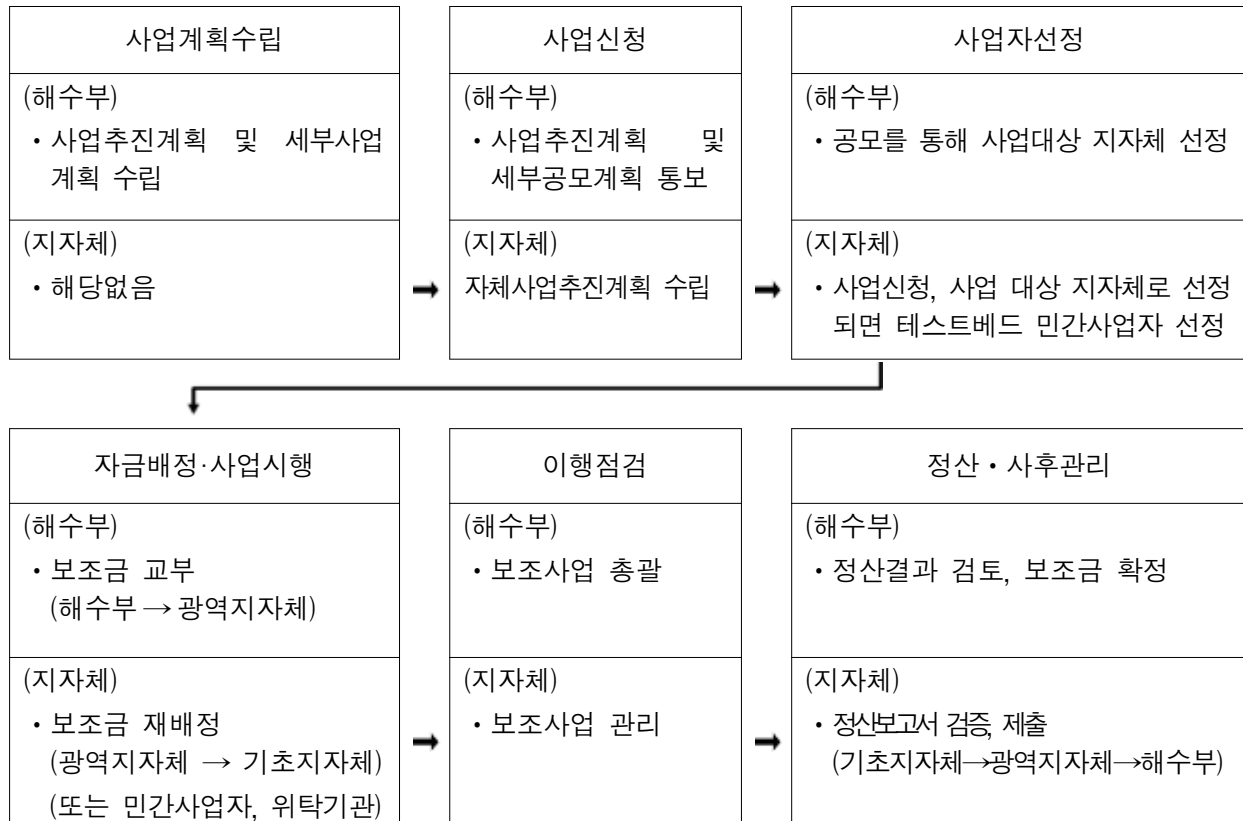 사업계획수립
(해수부)
・사업추진계획 및 세부사업
계획 수립
(지자체)
・해당없음
➡
사업신청
(해수부)
・사업추진계획 및
세부공모계획 통보
(지자체)
자체사업추진계획 수립
➡
사업자선정
(해수부)
・공모를 통해 사업대상 지자체 선정
(지자체)
・사업신청, 사업 대상 지자체로 선정
되면 테스트베드 민간사업자 선정
자금배정·사업시행
(해수부)
・보조금 교부
(해수부 → 광역지자체)
(지자체)
・보조금 재배정
(광역지자체 → 기초지자체)
(또는 민간사업자, 위탁기관)
➡
이행점검
(해수부)
・보조사업 총괄
(지자체)
・보조사업 관리
➡
정산・사후관리
(해수부)
・정산결과 검토, 보조금 확정
(지자체)
・정산보고서 검증, 제출
(기초지자체→광역지자체→해수부)